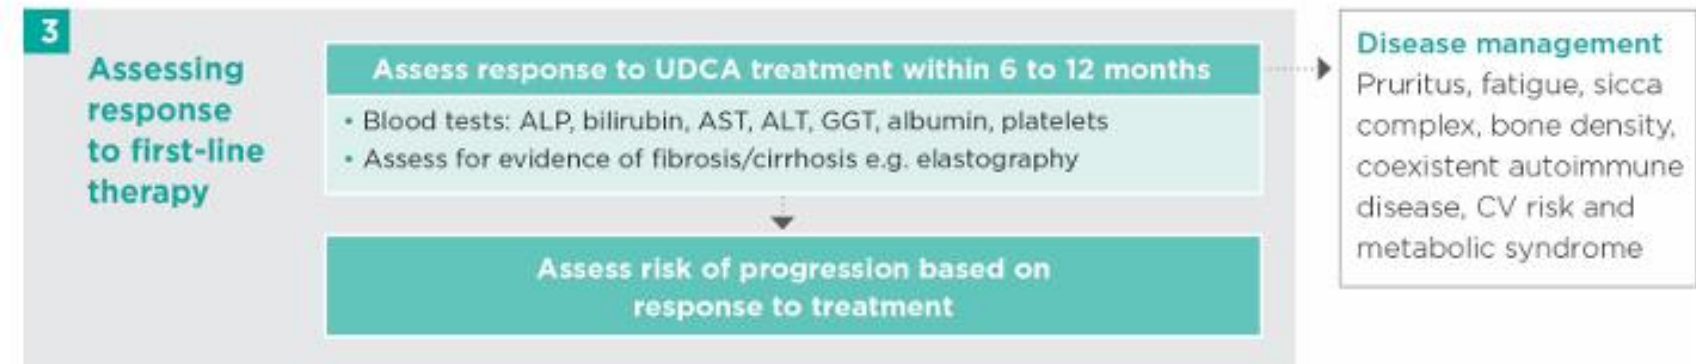 3
Assessing
response
to first-line
therapy
Assess response to UDCA treatment within 6 to 12 months
• Blood tests: ALP, bilirubin, AST, ALT, GGT, albumin, platelets
• Assess for evidence of fibrosis/cirrhosis e.g. elastography
Assess risk of progression based on
response to treatment
Disease management
Pruritus, fatigue, sicca
complex, bone density,
coexistent autoimmune
disease, CV risk and
metabolic syndrome